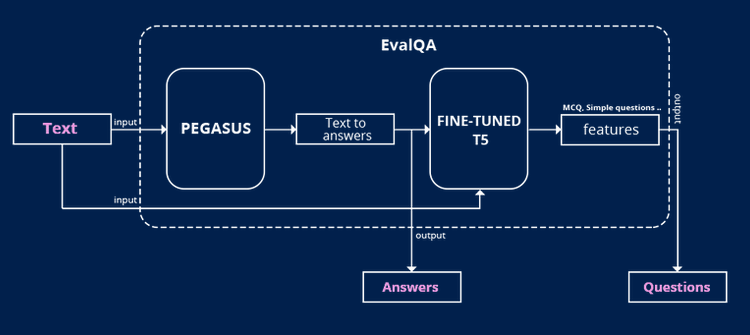 EvalQA
Text
input
PEGASUS
Text to
answers
FINE-TUNED
T5
MCQ, Simple questions ..
features
output
input
output
Answers
Questions